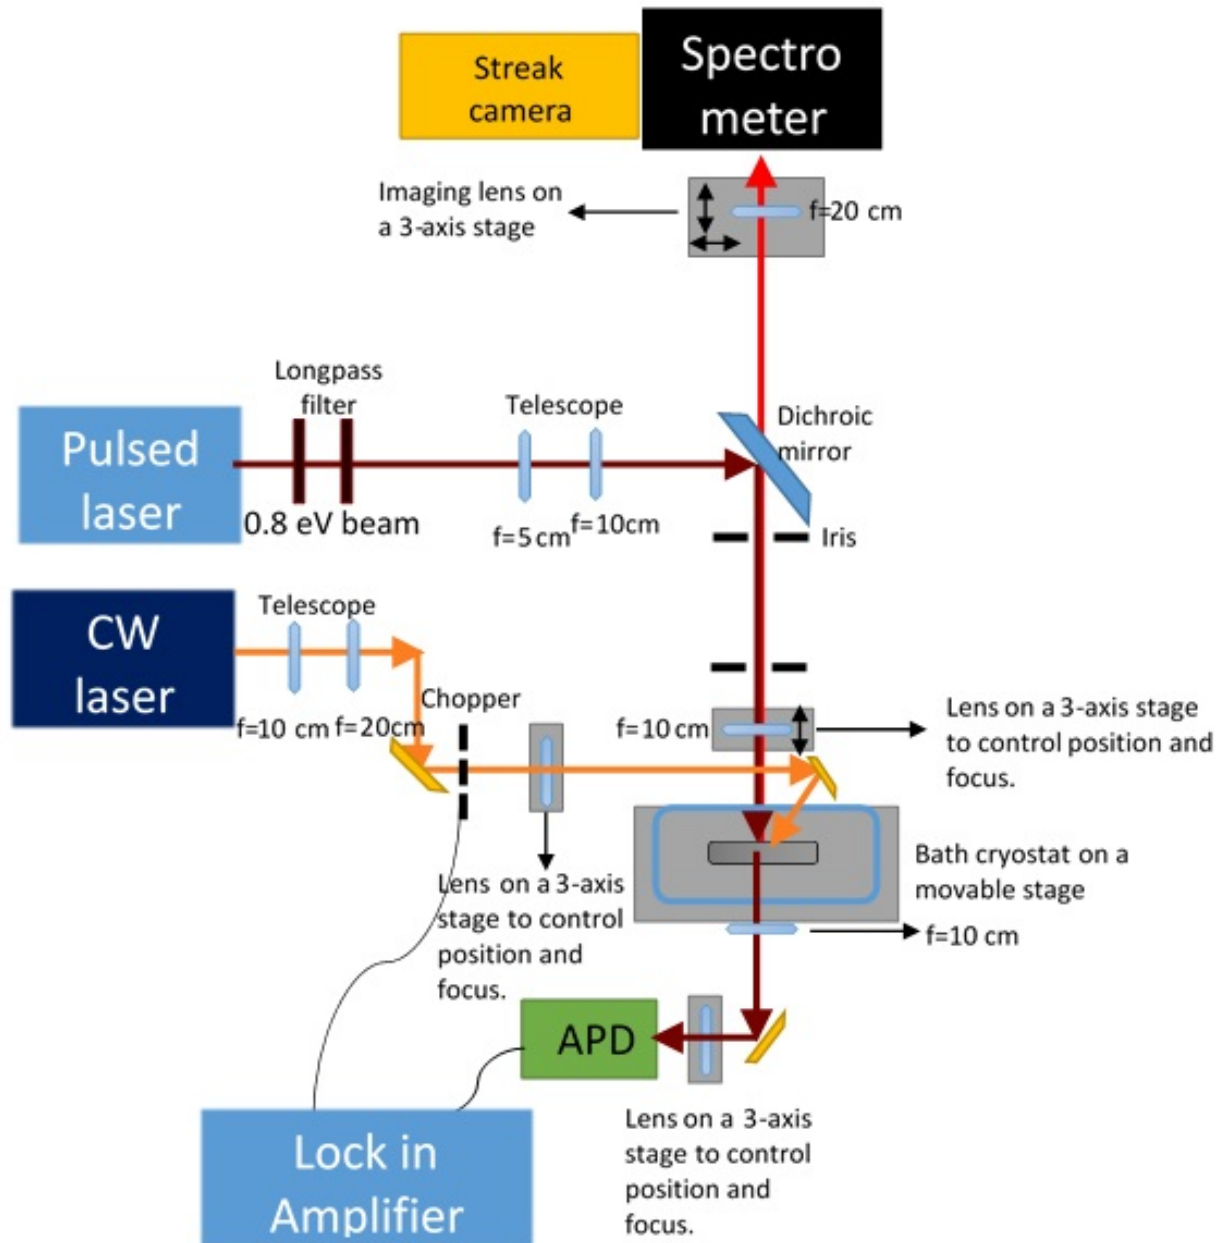 Streak
camera
Spectro
meter
Imaging lens on
a 3-axis stage
f=20 cm
Longpass
filter
Telescope
Dichroic
mirror
Pulsed
laser
0.8 eV beam
f=5 cm
f=10cm
Iris
CW
laser
Telescope
f=10 cm
f=20cm
Chopper
f=10 cm
Lens on a 3-axis stage
to control position and
focus.
Bath cryostat on a
movable stage
f=10 cm
Lens on a 3-axis
stage to control
position and
focus.
APD
Lens on a 3-axis
stage to control
position and
focus.
Lock in
Amplifier